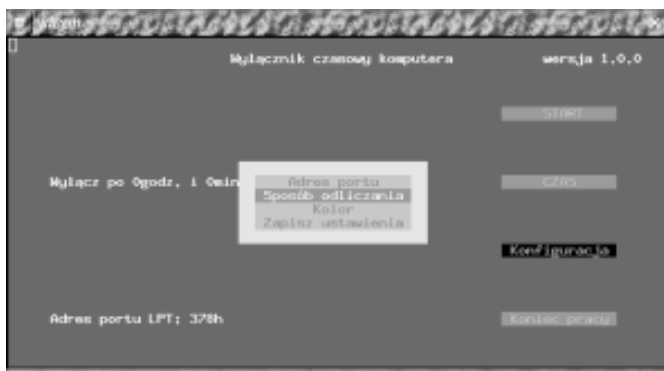 Wyłącznik czasowy komputera wersja 1.0.0
START
Wyłącz po 0godz. i 0min
CZAS
Adres portu
Sposób odliczania
Kolor
Zapisz ustawienia
Konfiguracja
Adres portu LPT: 378h
Koniec pracy